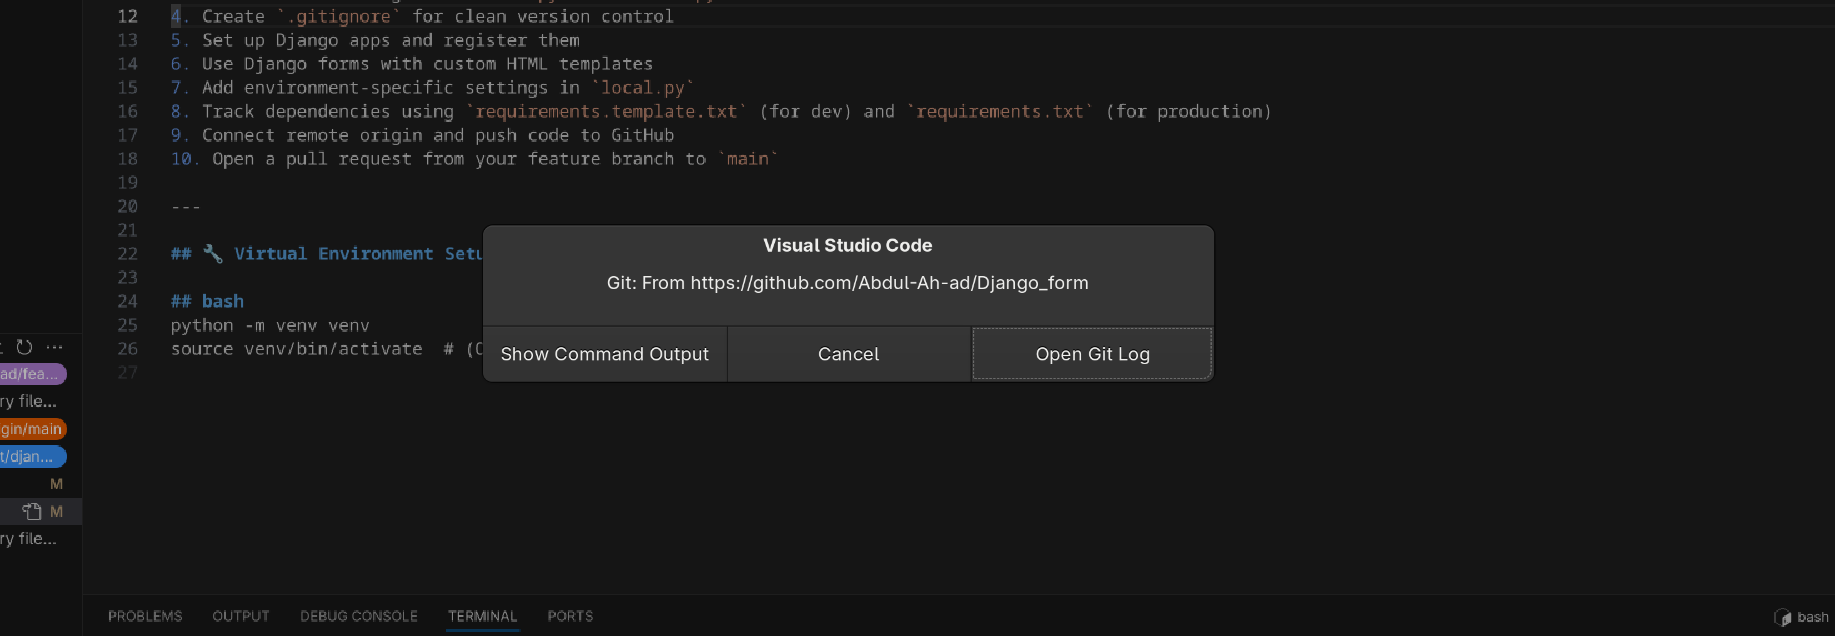 12 4. Create `.gitignore` for clean version control
13 5. Set up Django apps and register them
14 6. Use Django forms with custom HTML templates
15 7. Add environment-specific settings in `local.py`
16 8. Track dependencies using `requirements.template.txt` (for dev) and `requirements.txt` (for production)
17 9. Connect remote origin and push code to GitHub
18 10. Open a pull request from your feature branch to `main`
19
20 ---
21
22 ## 🔧 Virtual Environment Setu
23
24 ## bash
25 python -m venv venv
26 source venv/bin/activate # (
27
Visual Studio Code
Git: From https://github.com/Abdul-Ah-ad/Django_form
Show Command Output Cancel Open Git Log
ad/fea...
ry file...
gin/main
t/djan...
M
M
ry file...
PROBLEMS OUTPUT DEBUG CONSOLE TERMINAL PORTS
bash